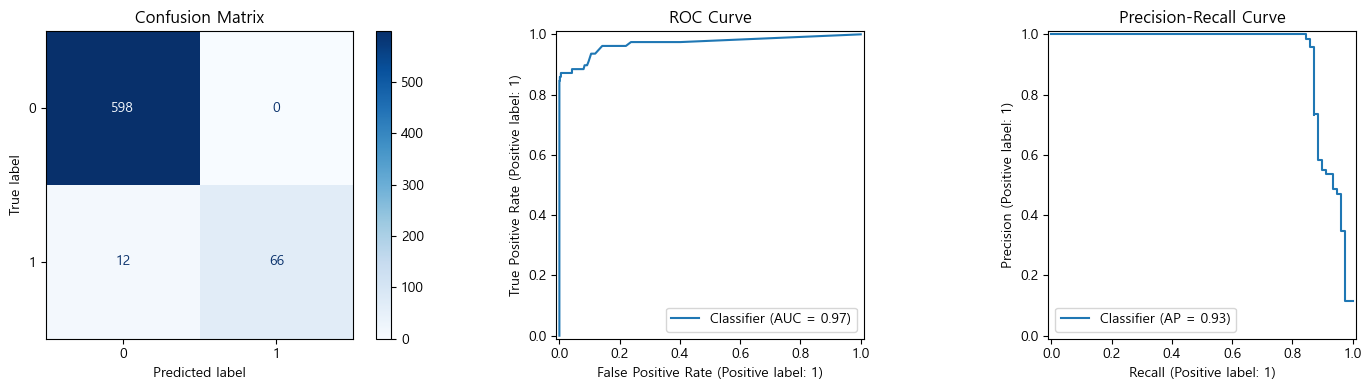 Confusion Matrix
598 0
12 66
0
1
0 1
True label
Predicted label
500
400
300
200
100
0
ROC Curve
1.0
0.8
0.6
0.4
0.2
0.0
0.0 0.2 0.4 0.6 0.8 1.0
True Positive Rate (Positive label: 1)
False Positive Rate (Positive label: 1)
Classifier (AUC = 0.97)
Precision-Recall Curve
1.0
0.8
0.6
0.4
0.2
0.0
0.0 0.2 0.4 0.6 0.8 1.0
Precision (Positive label: 1)
Recall (Positive label: 1)
Classifier (AP = 0.93)